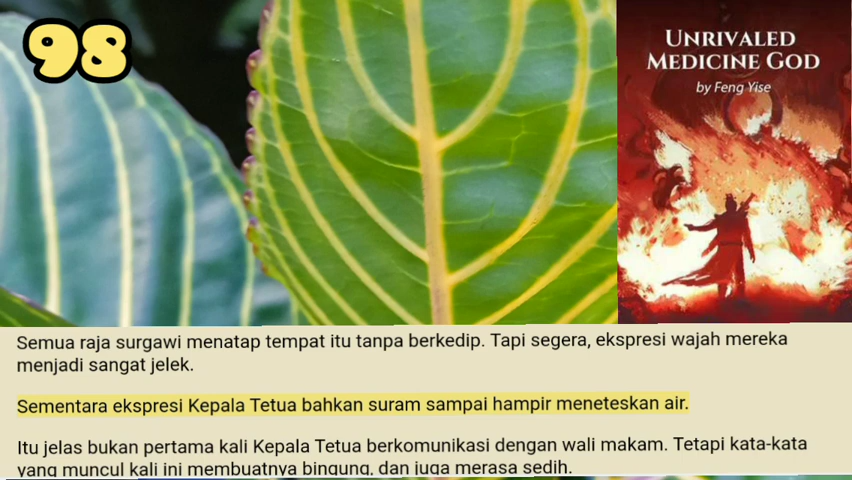 98
UNRIVALED
MEDICINE GOD
by Feng Yise
Semua raja surgawi menatap tempat itu tanpa berkedip. Tapi segera, ekspresi wajah mereka
menjadi sangat jelek.
Sementara ekspresi Kepala Tetua bahkan suram sampai hampir meneteskan air.
Itu jelas bukan pertama kali Kepala Tetua berkomunikasi dengan wali makam. Tetapi kata-kata
yang muncul kali ini membuatnya bingung, dan juga merasa sedih.